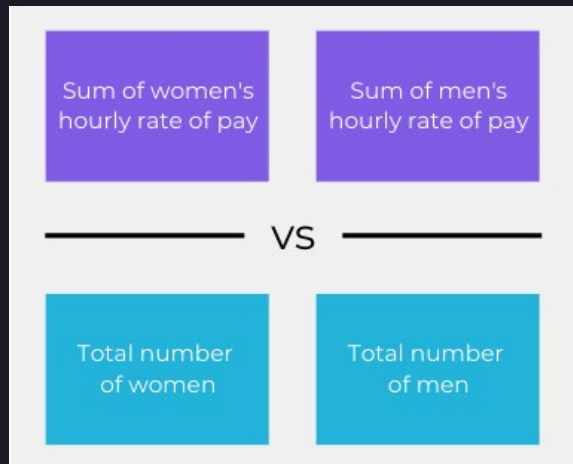 Sum of women's
hourly rate of pay
Sum of men's
hourly rate of pay
VS
Total number
of women
Total number
of men